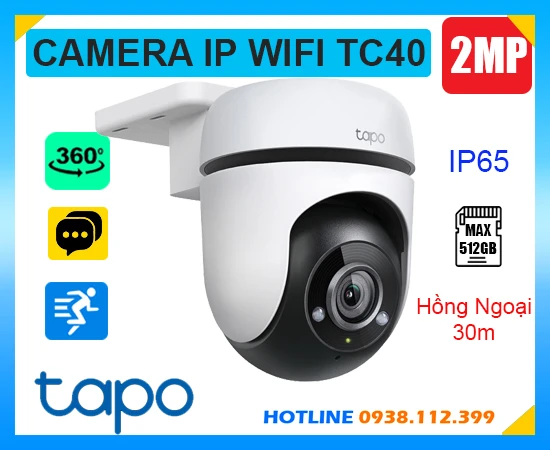 CAMERA IP WIFI TC40
2MP
tapo
360°
IP65
MAX
512GB
Hồng Ngoại
30m
tapo
HOTLINE 0938.112.399